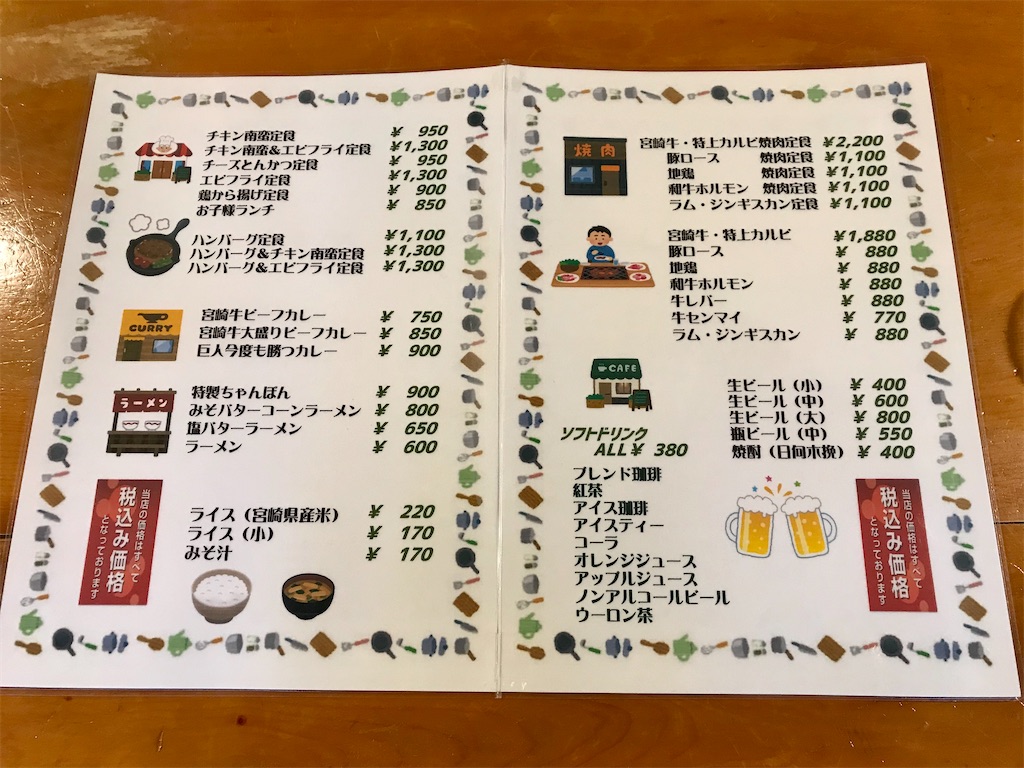 チキン南蛮定食 ¥ 950
チキン南蛮&エビフライ定食 ¥1,300
チーズとんかつ定食 ¥ 950
エビフライ定食 ¥1,300
鶏から揚げ定食 ¥ 900
お子様ランチ ¥ 850
ハンバーグ定食 ¥1,100
ハンバーグ&チキン南蛮定食 ¥1,300
ハンバーグ&エビフライ定食 ¥1,300
CURRY
宮崎牛ビーフカレー ¥ 750
宮崎牛大盛りビーフカレー ¥ 850
巨人今度も勝つカレー ¥ 900
ラーメン
特製ちゃんぽん ¥ 900
みそバターコーンラーメン ¥ 800
塩バターラーメン ¥ 650
ラーメン ¥ 600
当店の価格はすべて
税込み価格
となっております
ライス(宮崎県産米) ¥ 220
ライス(小) ¥ 170
みそ汁 ¥ 170
焼肉
宮崎牛・特上カルビ焼肉定食 ¥2,200
豚ロース 焼肉定食 ¥1,100
地鶏 焼肉定食 ¥1,100
和牛ホルモン 焼肉定食 ¥1,100
ラム・ジンギスカン定食 ¥1,100
宮崎牛・特上カルビ ¥1,880
豚ロース ¥ 880
地鶏 ¥ 880
和牛ホルモン ¥ 880
牛レバー ¥ 880
牛センマイ ¥ 770
ラム・ジンギスカン ¥ 880
CAFE
生ビール(小) ¥ 400
生ビール(中) ¥ 600
生ビール(大) ¥ 800
瓶ビール(中) ¥ 550
焼酎(日向木挽) ¥ 400
ソフトドリンク
ALL¥ 380
ブレンド珈琲
紅茶
アイス珈琲
アイスティー
コーラ
オレンジジュース
アップルジュース
ノンアルコールビール
ウーロン茶
当店の価格はすべて
税込み価格
となっております